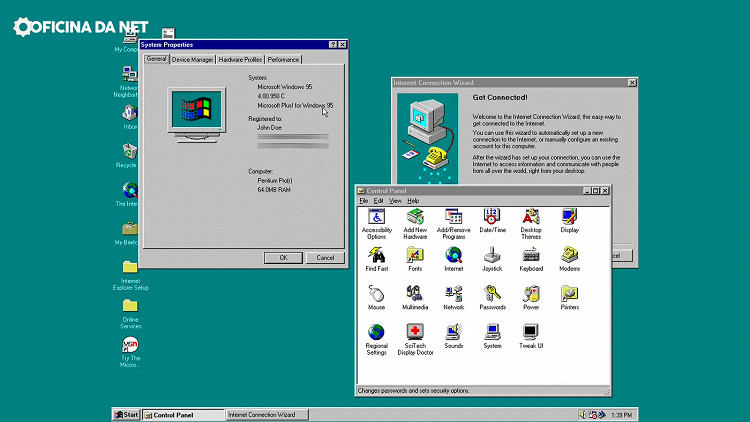 OFICINA DA NET
My Comp
Network
Neighborh
Inbox
Recycle
The Inter
My Briefc
Internet
Explorer Setup
Online
Services
msn
Try The
Micros...
System Properties
General
Device Manager
Hardware Profiles
Performance
System:
Microsoft Windows 95
4.00.950 C
Microsoft Plus! for Windows 95
Registered to:
John Doe
Computer:
Pentium Pro(r)
64.0MB RAM
OK
Cancel
Internet Connection Wizard
Get Connected!
Welcome to the Internet Connection Wizard, the easy way to
get connected to the Internet.
You can use this wizard to automatically set up a new
connection to the Internet, or manually configure an existing
account for this computer.
After the wizard has set up your connection, you can use the
Internet to access information and communicate with people
from all over the world, right from your desktop.
cel
Control Panel
File Edit View Help
Accessibility
Options
Add New
Hardware
Add/Remove
Programs
Date/Time
Desktop
Themes
Display
Find Fast
Fonts
Internet
Joystick
Keyboard
Modems
Mouse
Multimedia
Network
Passwords
Power
Printers
Regional
Settings
SciTech
Display Doctor
Sounds
System
Tweak UI
Changes passwords and sets security options.
Start
Control Panel
Internet Connection Wizard
1:39 PM